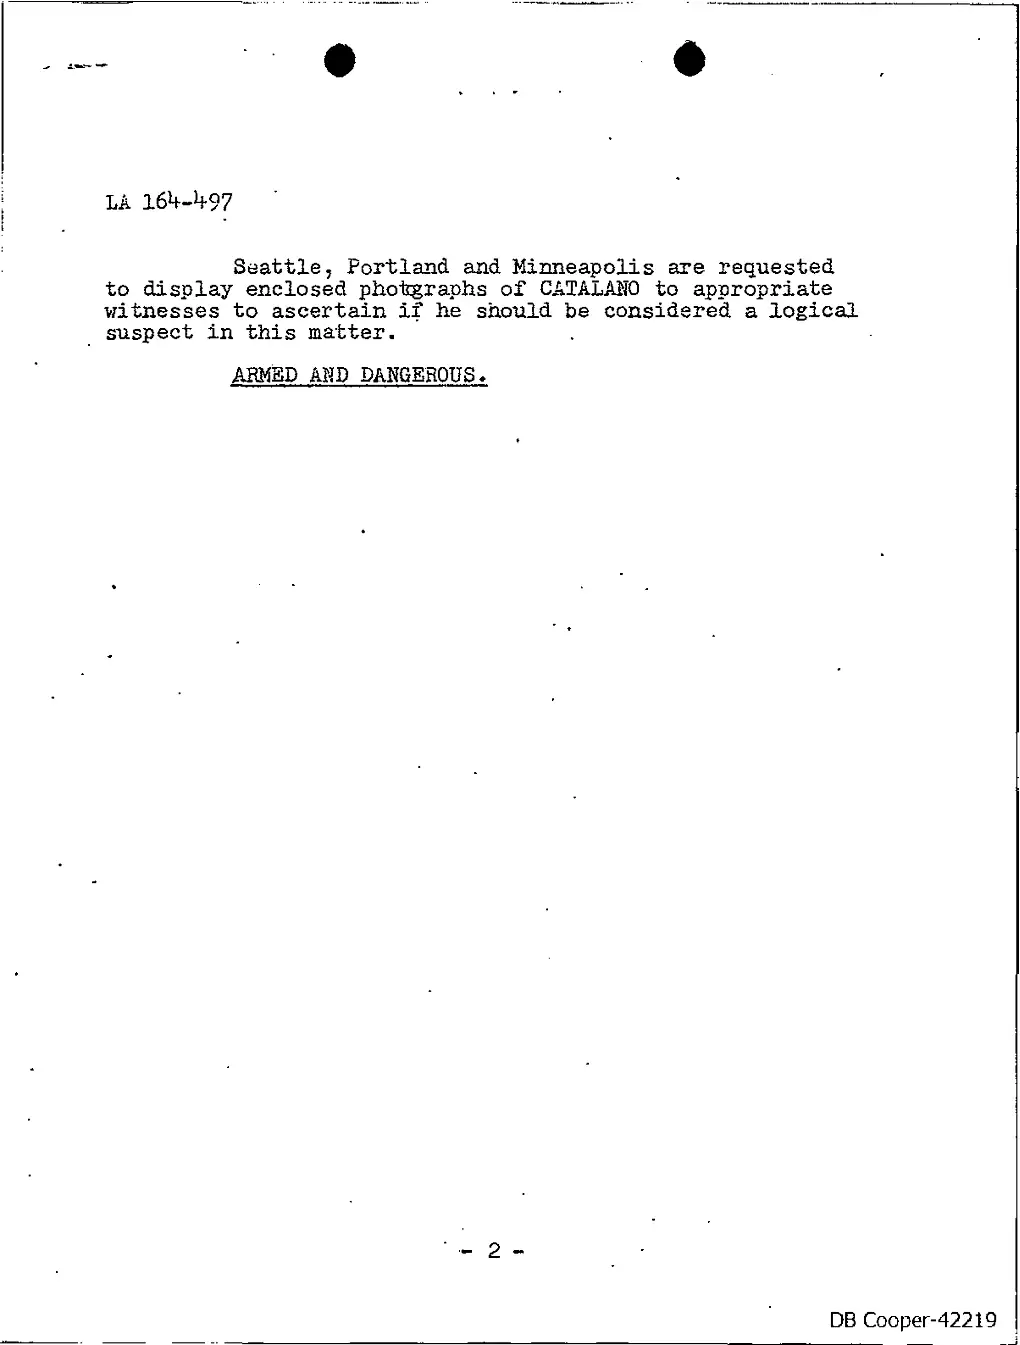 LA 164-497
Seattle, Portland and Minneapolis are requested
to display enclosed photgraphs of CATALANO to appropriate
witnesses to ascertain if he should be considered a logical
suspect in this matter.
ARMED AND DANGEROUS.
- 2 -
DB Cooper-42219